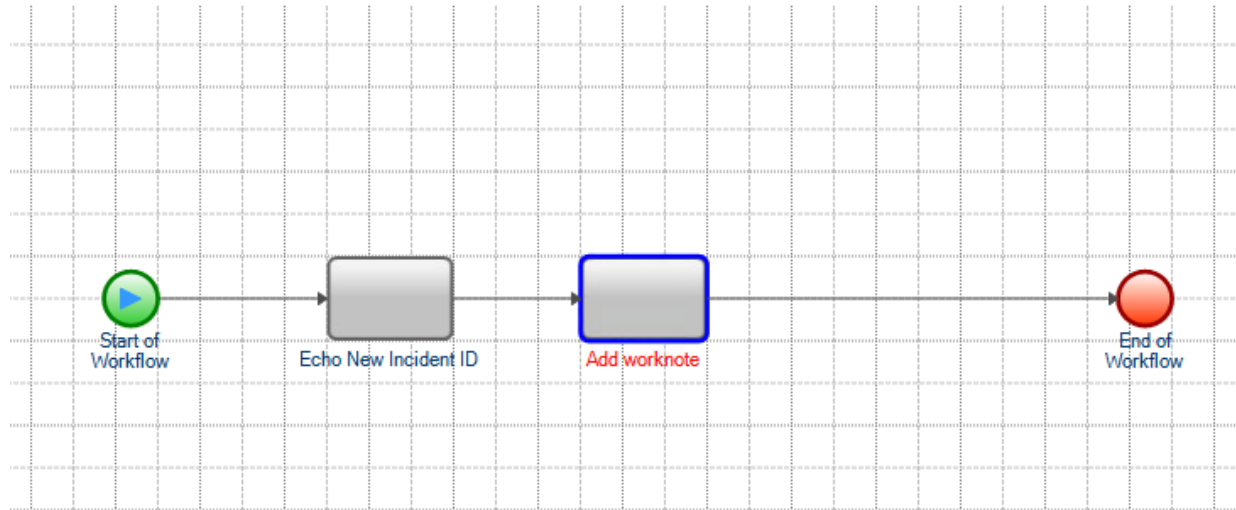 Start of
Workflow
Echo New Incident ID
Add worknote
End of
Workflow